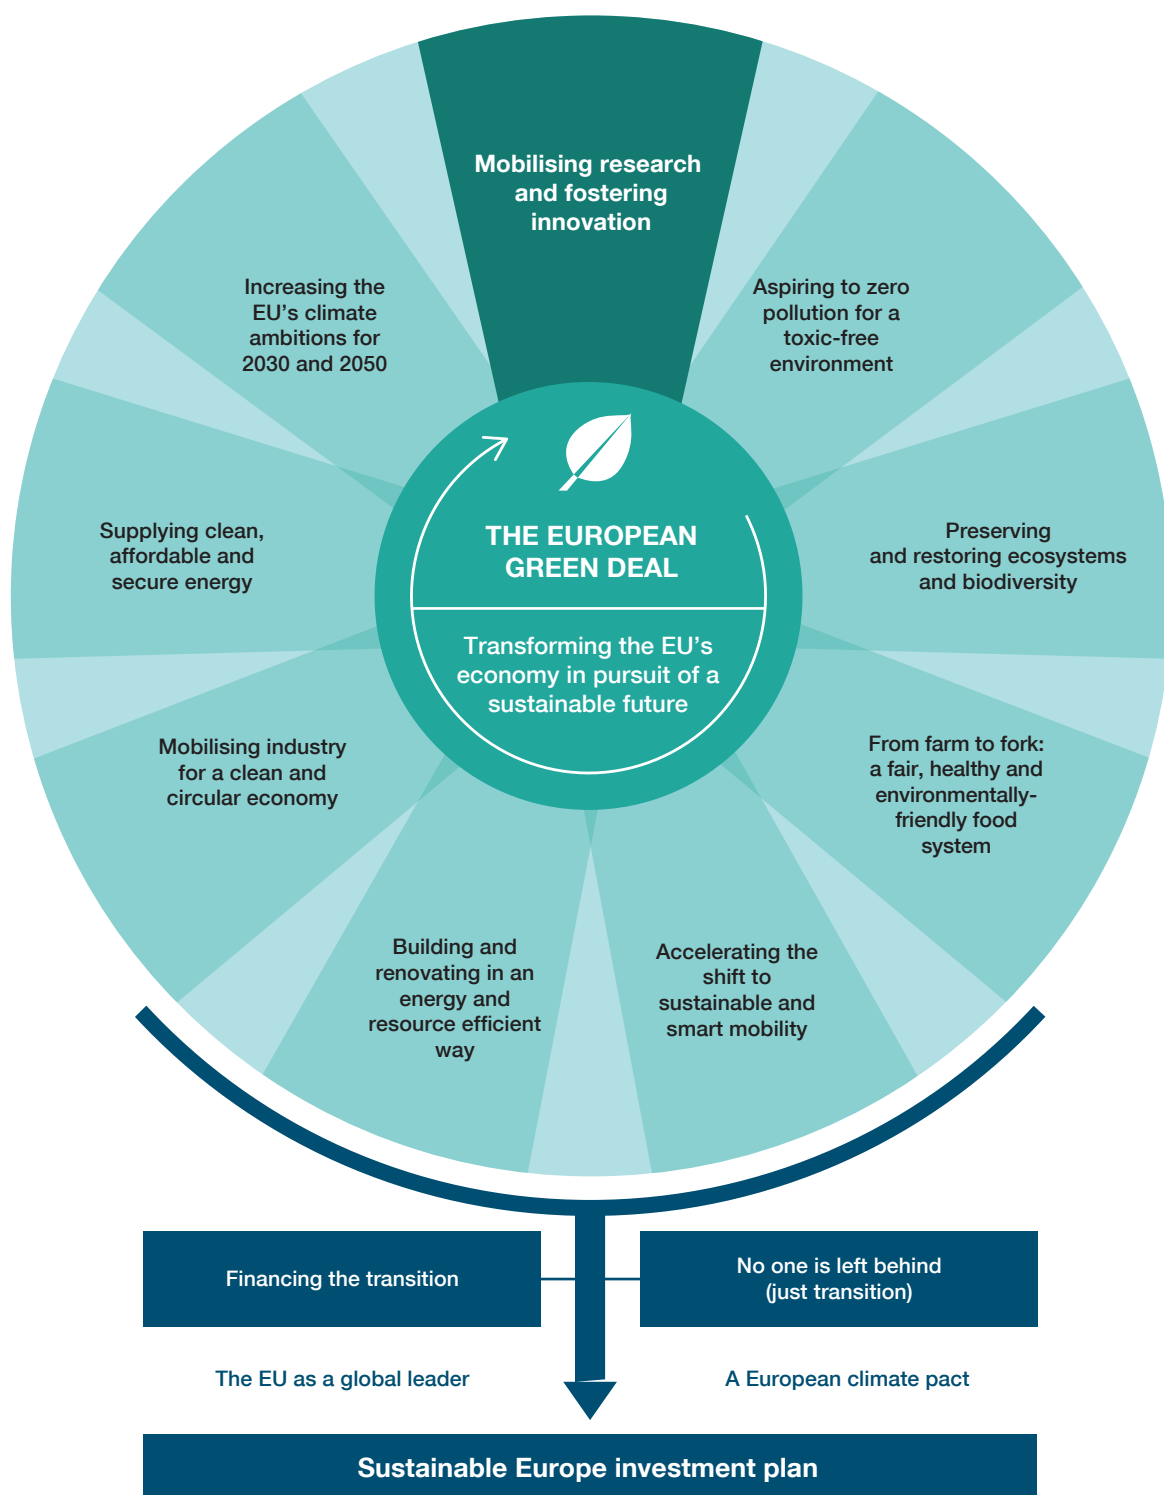 Mobilising research
and fostering
innovation
Increasing the
EU’s climate
ambitions for
2030 and 2050
Aspiring to zero
pollution for a
toxic-free
environment
Supplying clean,
affordable and
secure energy
THE EUROPEAN
GREEN DEAL
Transforming the EU’s
economy in pursuit of a
sustainable future
Preserving
and restoring ecosystems
and biodiversity
Mobilising industry
for a clean and
circular economy
From farm to fork:
a fair, healthy and
environmentally-
friendly food
system
Building and
renovating in an
energy and
resource efficient
way
Accelerating the
shift to
sustainable and
smart mobility
Financing the transition
No one is left behind
(just transition)
The EU as a global leader
A European climate pact
Sustainable Europe investment plan